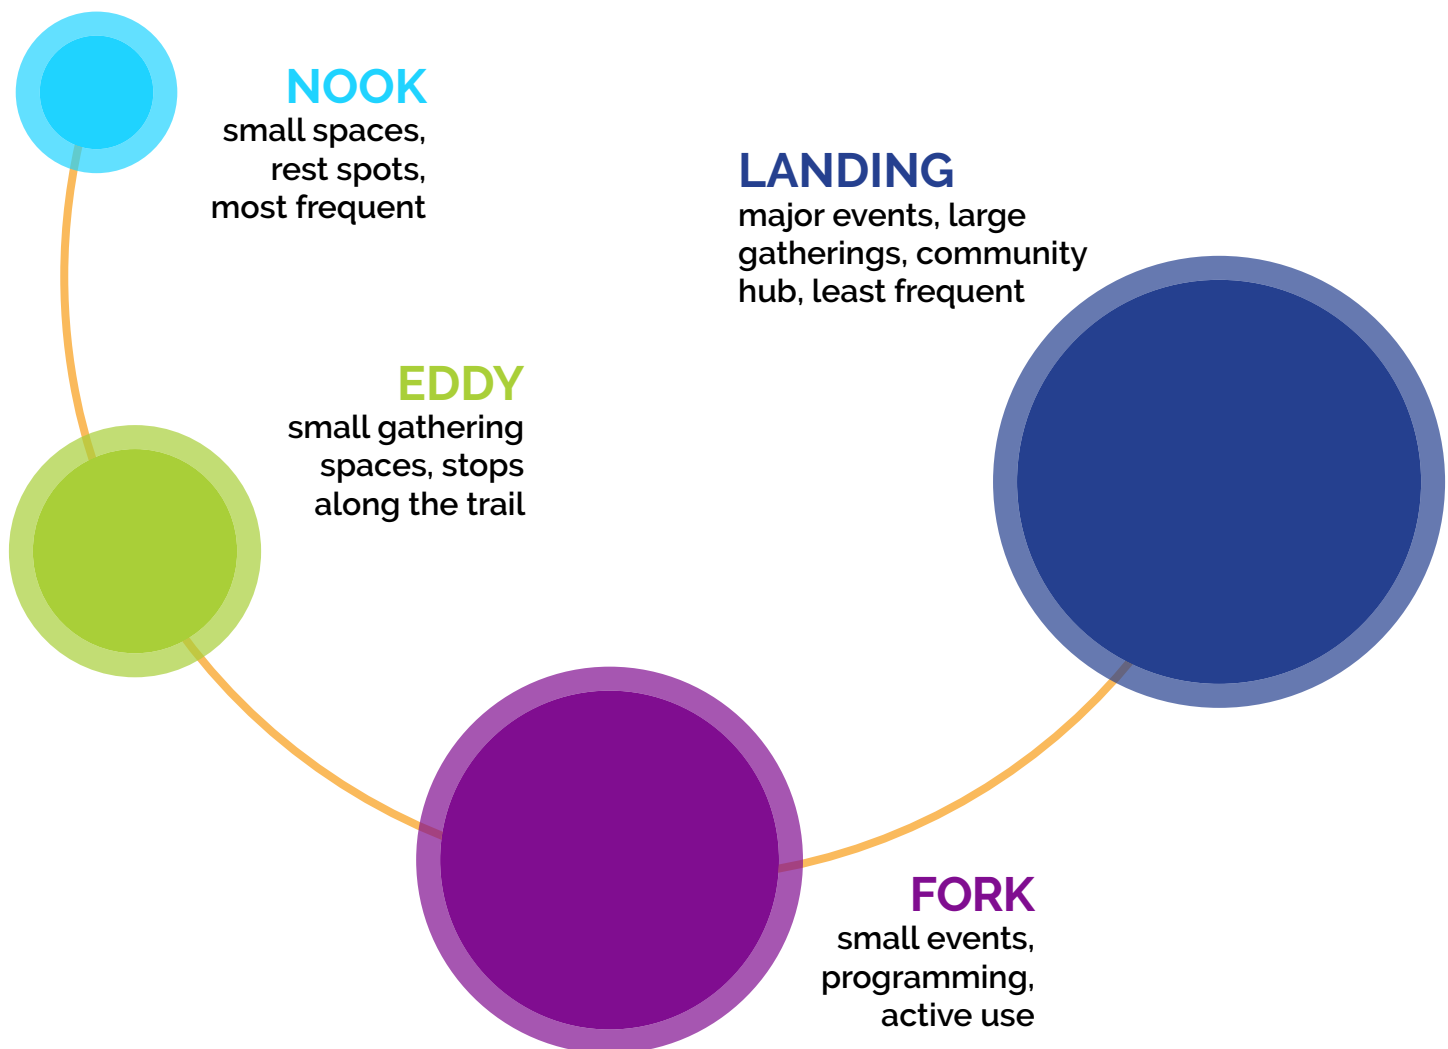 NOOK
small spaces,
rest spots,
most frequent
LANDING
major events, large
gatherings, community
hub, least frequent
EDDY
small gathering
spaces, stops
along the trail
FORK
small events,
programming,
active use